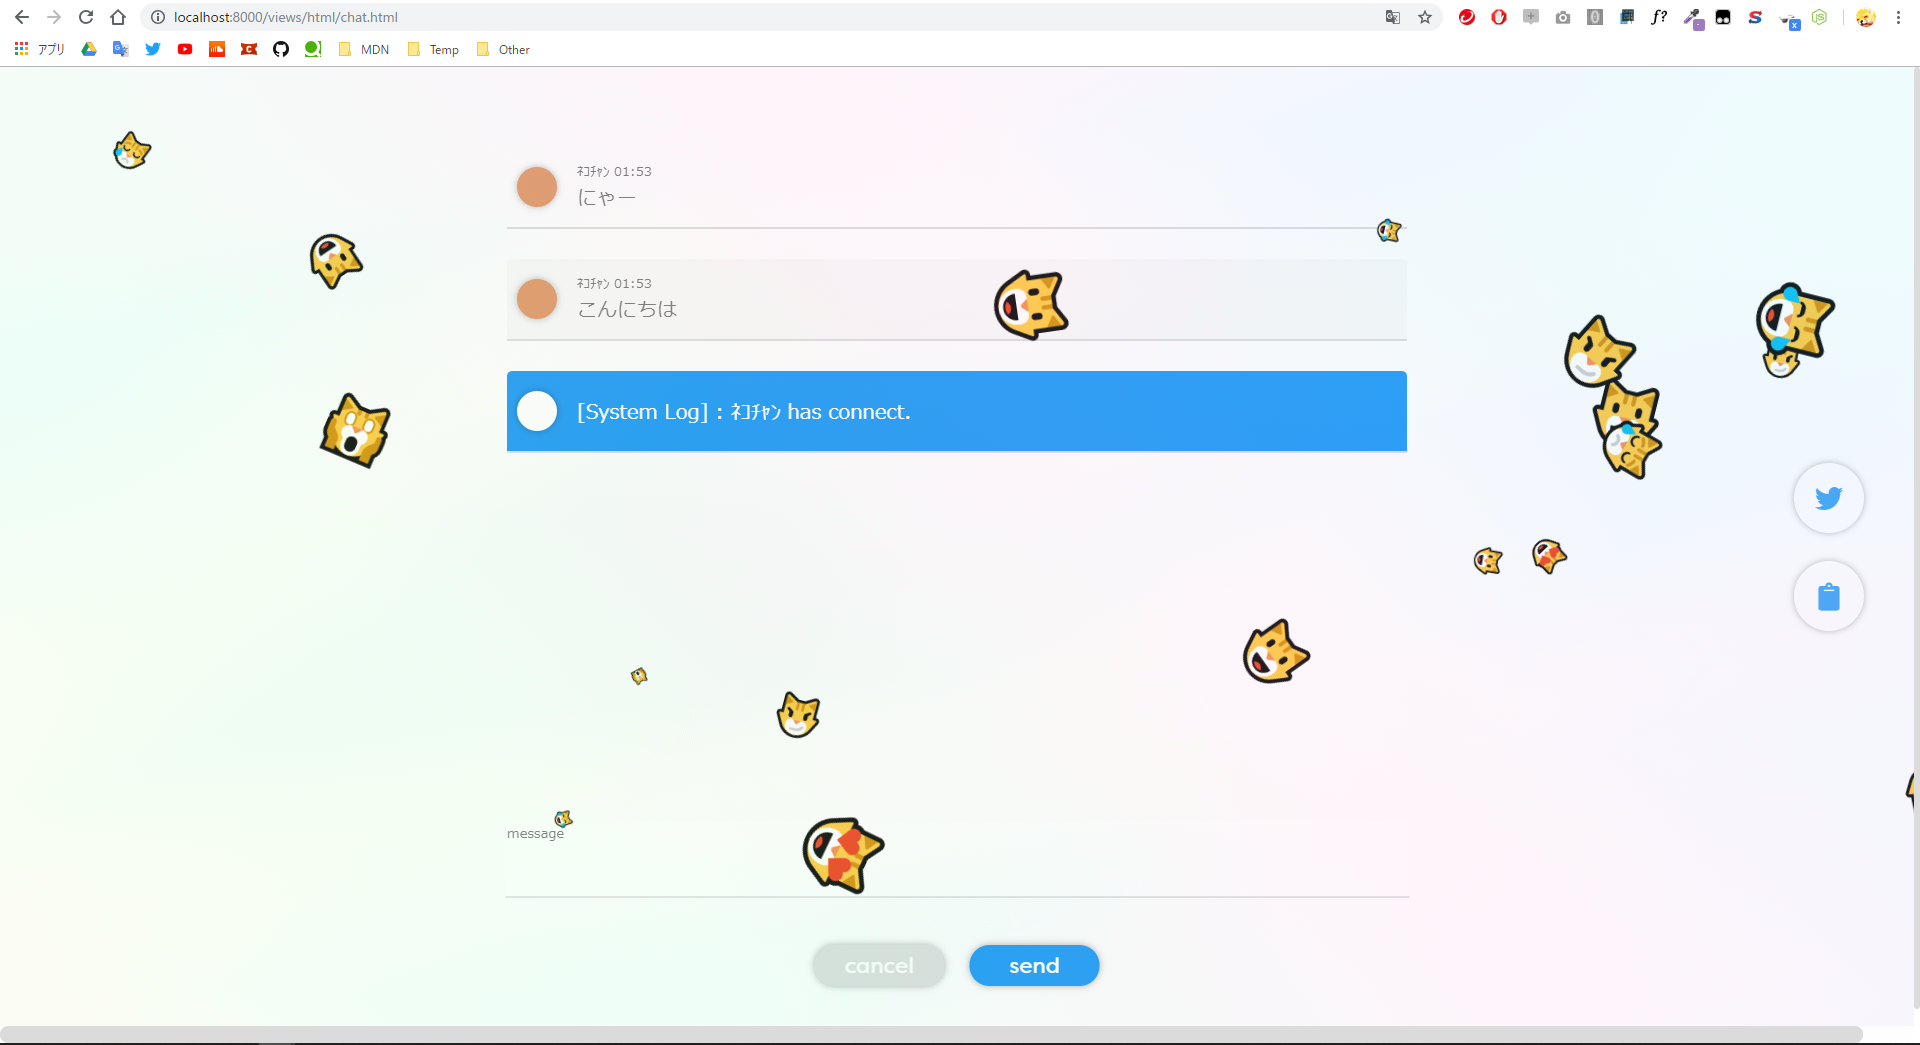 localhost:8000/views/html/chat.html
アプリ
MDN
Temp
Other
ﾈｺﾁｬﾝ 01:53
にゃー
ﾈｺﾁｬﾝ 01:53
こんにちは
[System Log] : ﾈｺﾁｬﾝ has connect.
message
cancel
send